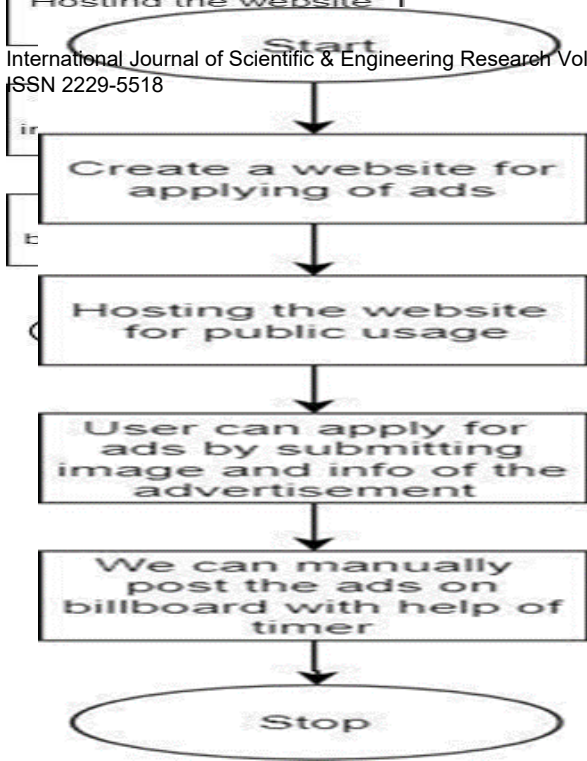 Hosting the website
Start
International Journal of Scientific & Engineering Research Vol
ISSN 2229-5518
Create a website for
applying of ads
Hosting the website
for public usage
User can apply for
ads by submitting
image and info of the
advertisement
We can manually
post the ads on
billboard with help of
timer
Stop